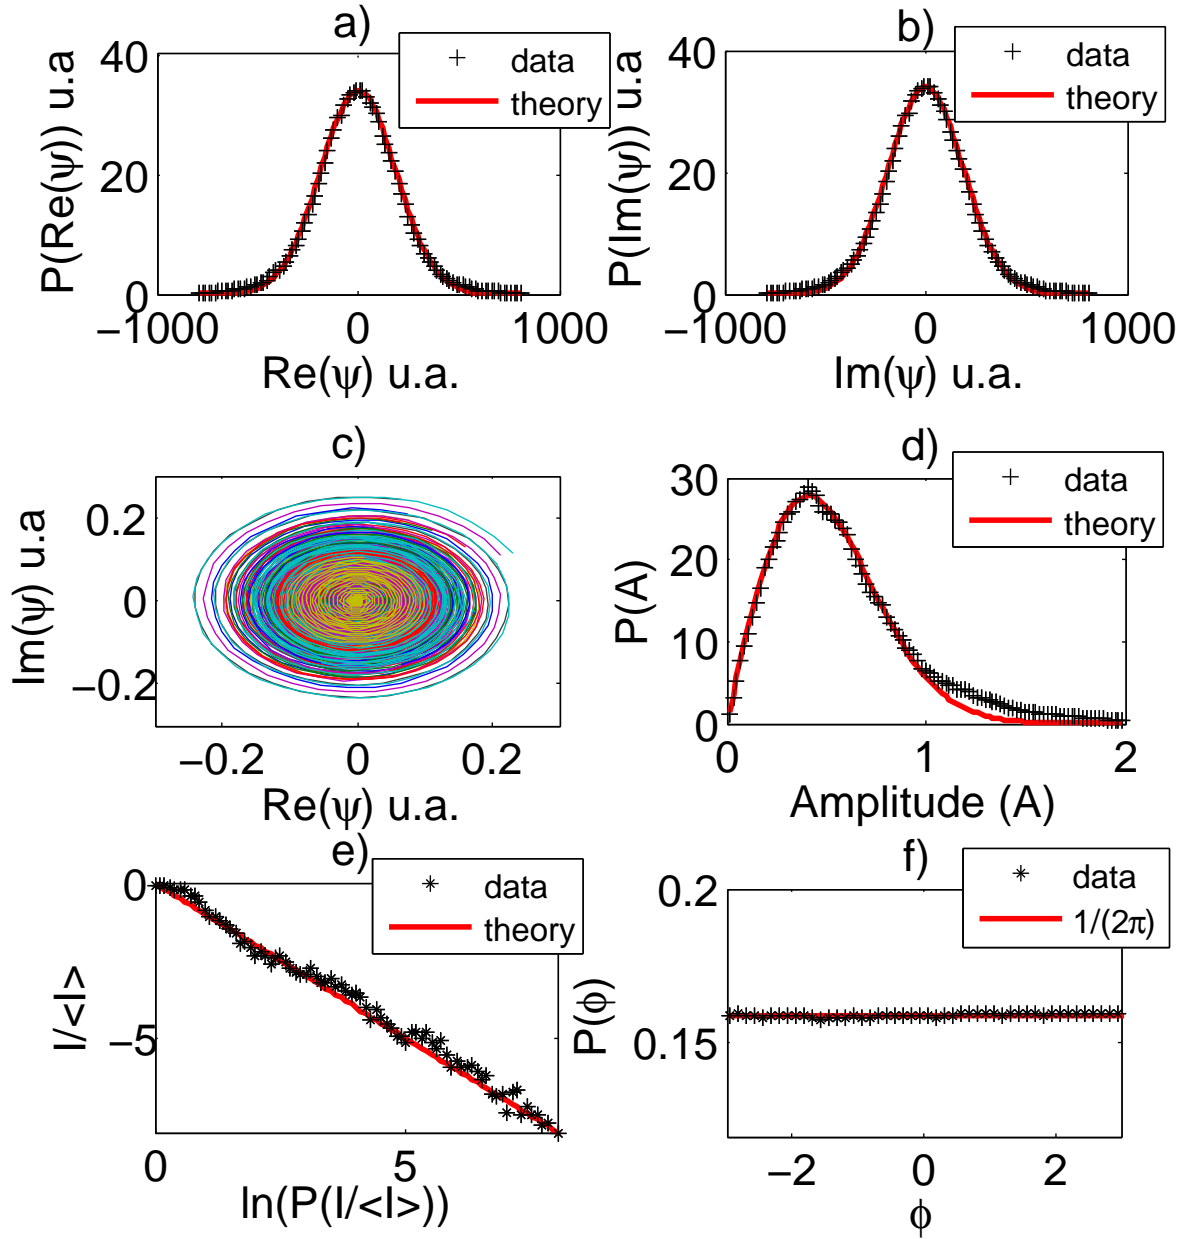 a)
data
theory
40
20
0
P(Re(ψ)) u.a
−1000
0
1000
Re(ψ) u.a.
b)
data
theory
40
20
0
P(Im(ψ)) u.a
−1000
0
1000
Im(ψ) u.a.
c)
0.2
0
−0.2
Im(ψ) u.a
−0.2
0
0.2
Re(ψ) u.a.
d)
data
theory
30
20
10
0
P(A)
0
1
2
Amplitude (A)
e)
data
theory
0
−5
I/<I>
0
5
ln(P(I/<I>))
f)
data
1/(2π)
0.2
0.15
P(ϕ)
−2
0
2
ϕ